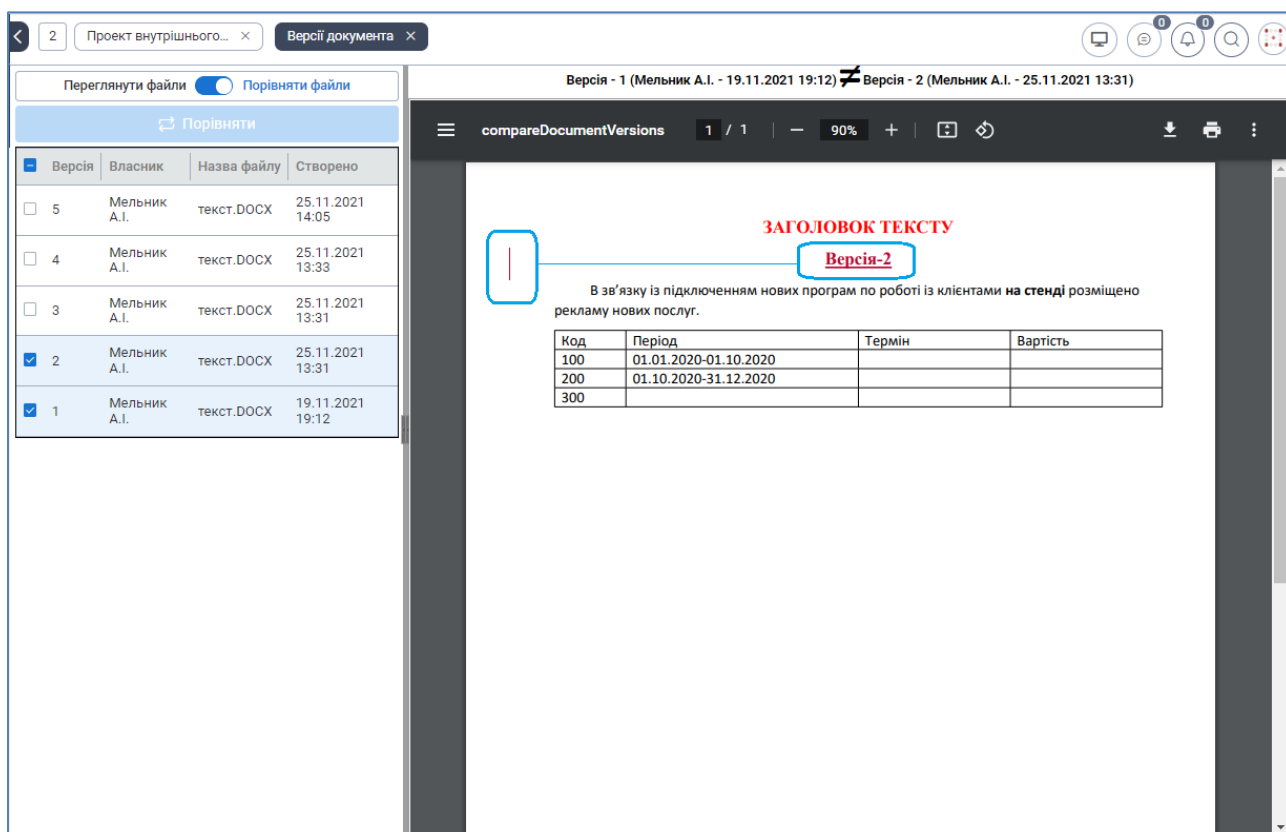 2 Проект внутрішнього... × Версії документа × 0 0
Переглянути файли Порівняти файли
Порівняти
Версія Власник Назва файлу Створено
5 Мельник А.І. текст.DOCX 25.11.2021 14:05
4 Мельник А.І. текст.DOCX 25.11.2021 13:33
3 Мельник А.І. текст.DOCX 25.11.2021 13:31
2 Мельник А.І. текст.DOCX 25.11.2021 13:31
1 Мельник А.І. текст.DOCX 19.11.2021 19:12
Версія - 1 (Мельник А.І. - 19.11.2021 19:12) ≠ Версія - 2 (Мельник А.І. - 25.11.2021 13:31)
compareDocumentVersions 1 / 1 − 90% +
ЗАГОЛОВОК ТЕКСТУ
Версія-2
В зв’язку із підключенням нових програм по роботі із клієнтами на стенді розміщено
рекламу нових послуг.
Код Період Термін Вартість
100 01.01.2020-01.10.2020
200 01.10.2020-31.12.2020
300